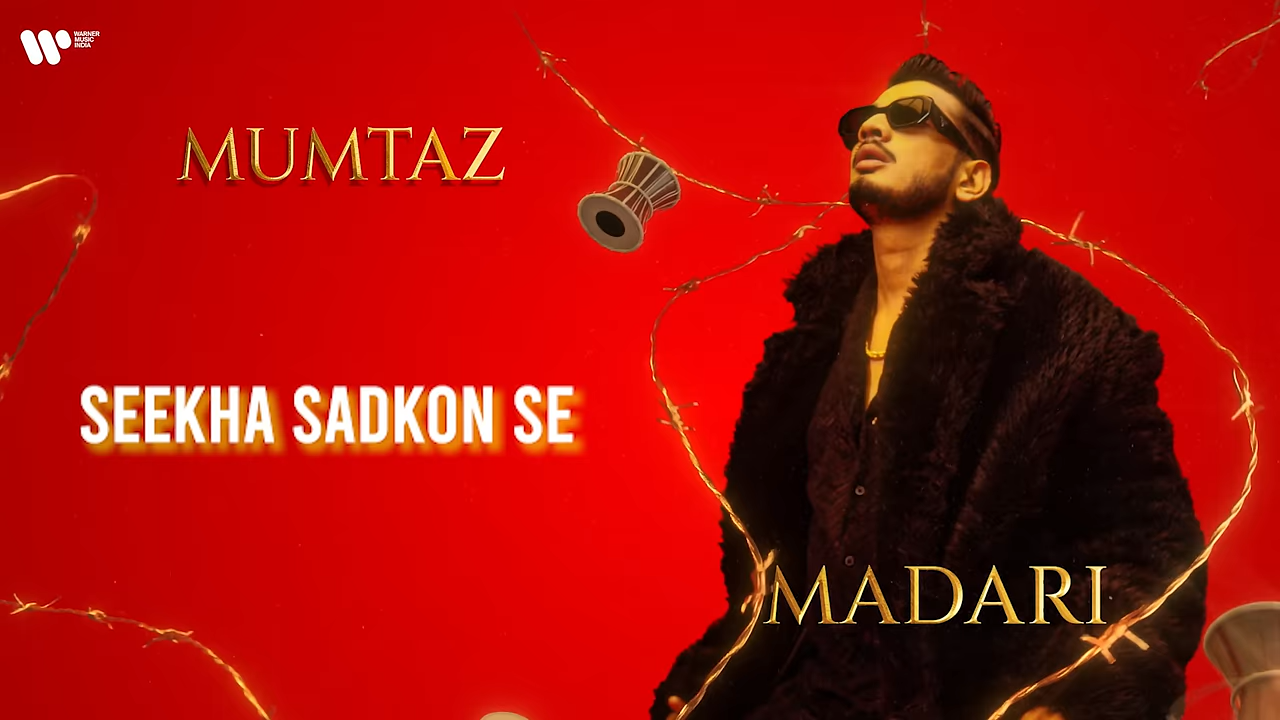 WARNER
MUSIC
INDIA
MUMTAZ
SEEKHA SADKON SE
MADARI